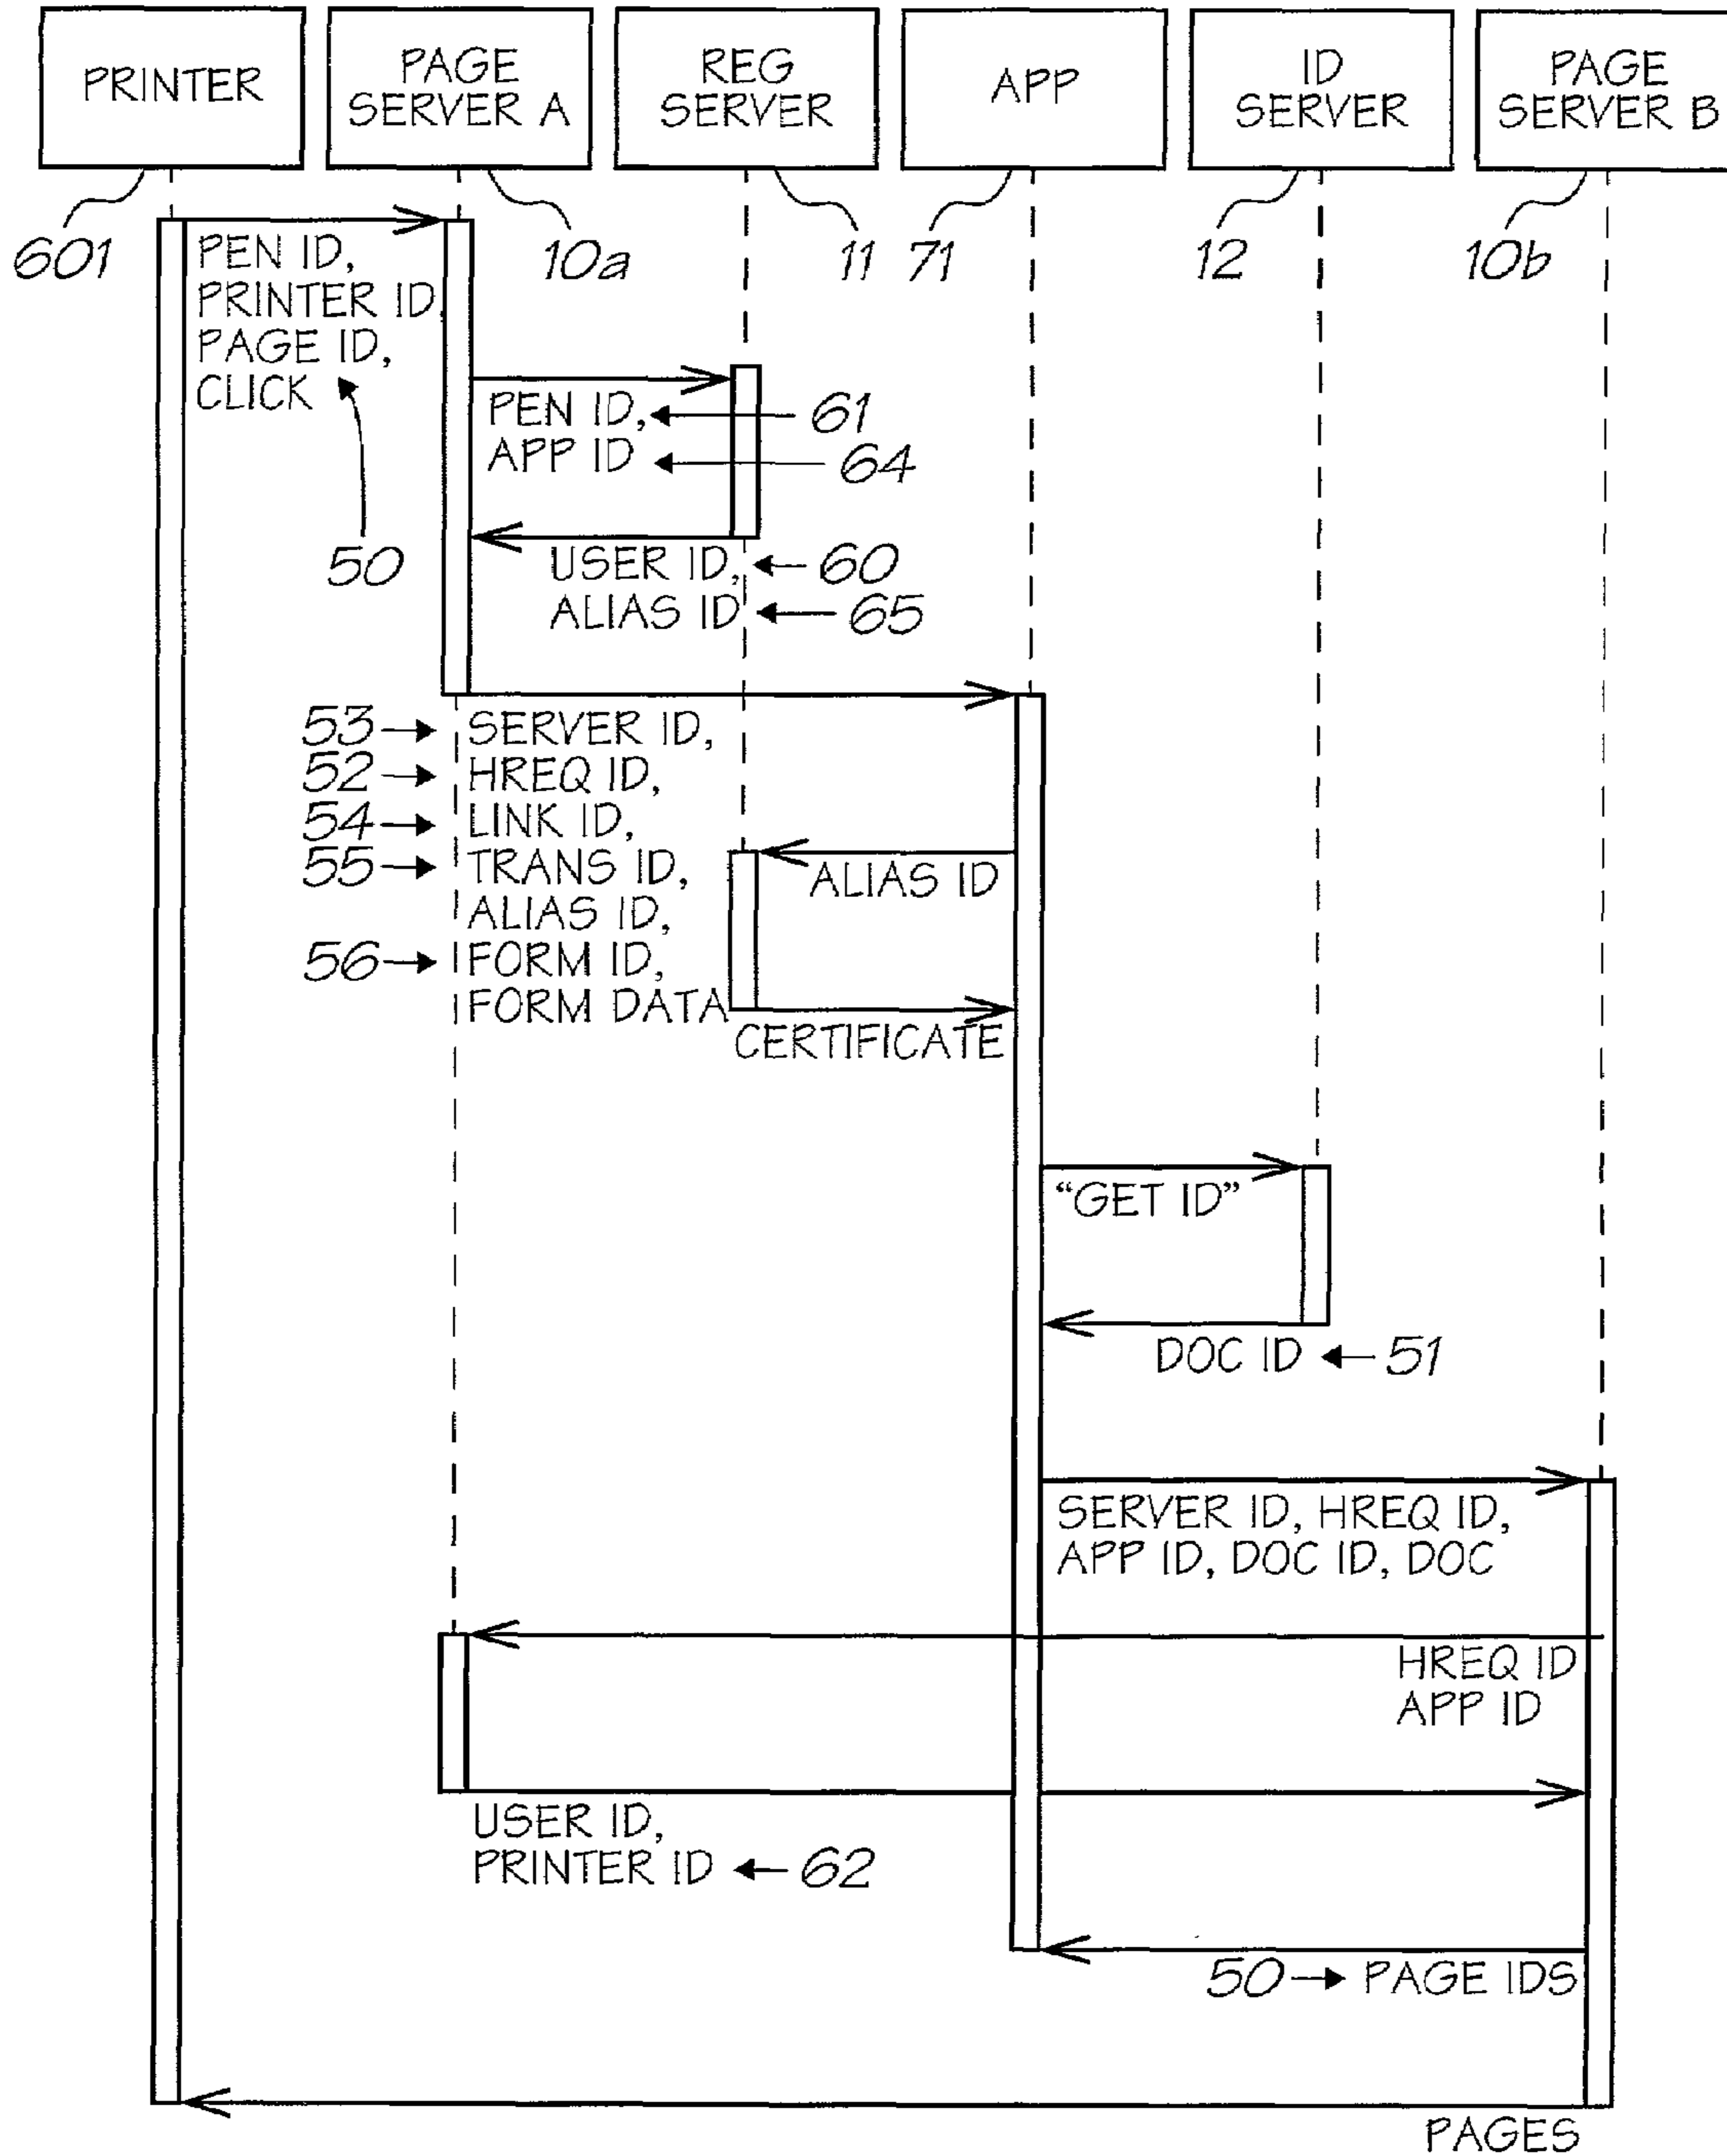 PRINTER
PAGE
SERVER A
REG
SERVER
APP
ID
SERVER
PAGE
SERVER B
601
10a
11
71
12
10b
PEN ID,
PRINTER ID,
PAGE ID,
CLICK
50
PEN ID,
61
APP ID
64
USER ID,
60
ALIAS ID
65
53
SERVER ID,
52
HREQ ID,
54
LINK ID,
55
TRANS ID,
ALIAS ID,
56
FORM ID,
FORM DATA
ALIAS ID
CERTIFICATE
“GET ID”
DOC ID
51
SERVER ID, HREQ ID,
APP ID, DOC ID, DOC
HREQ ID
APP ID
USER ID,
PRINTER ID
62
50
PAGE IDS
PAGES